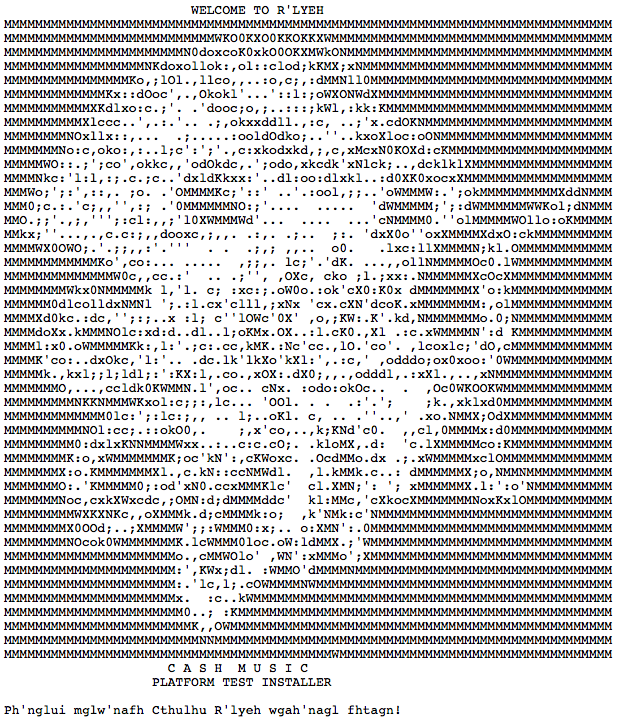 WELCOME TO R'LYEH
C A S H   M U S I C
PLATFORM TEST INSTALLER
Ph'nglui mglw'nafh Cthulhu R'lyeh wgah'nagl fhtagn!